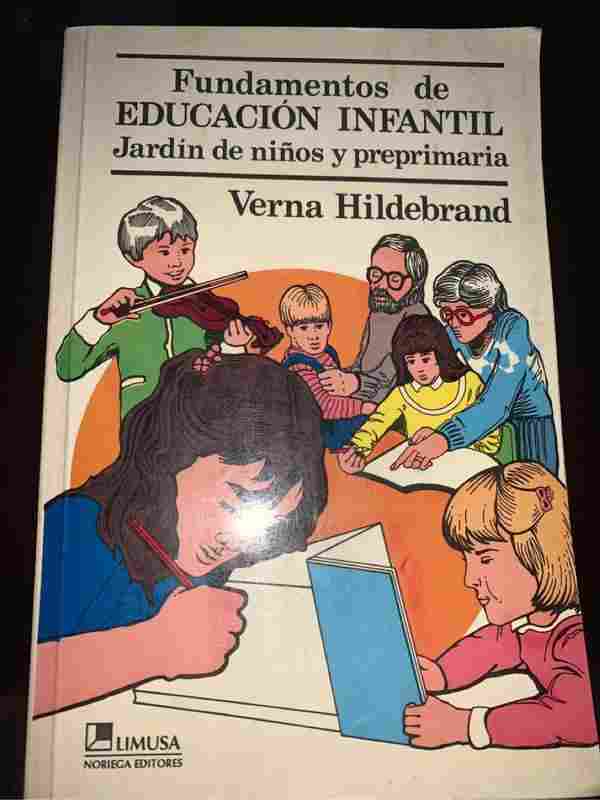 Fundamentos de
EDUCACIÓN INFANTIL
Jardín de niños y preprimaria
Verna Hildebrand
LIMUSA
NORIEGA EDITORES